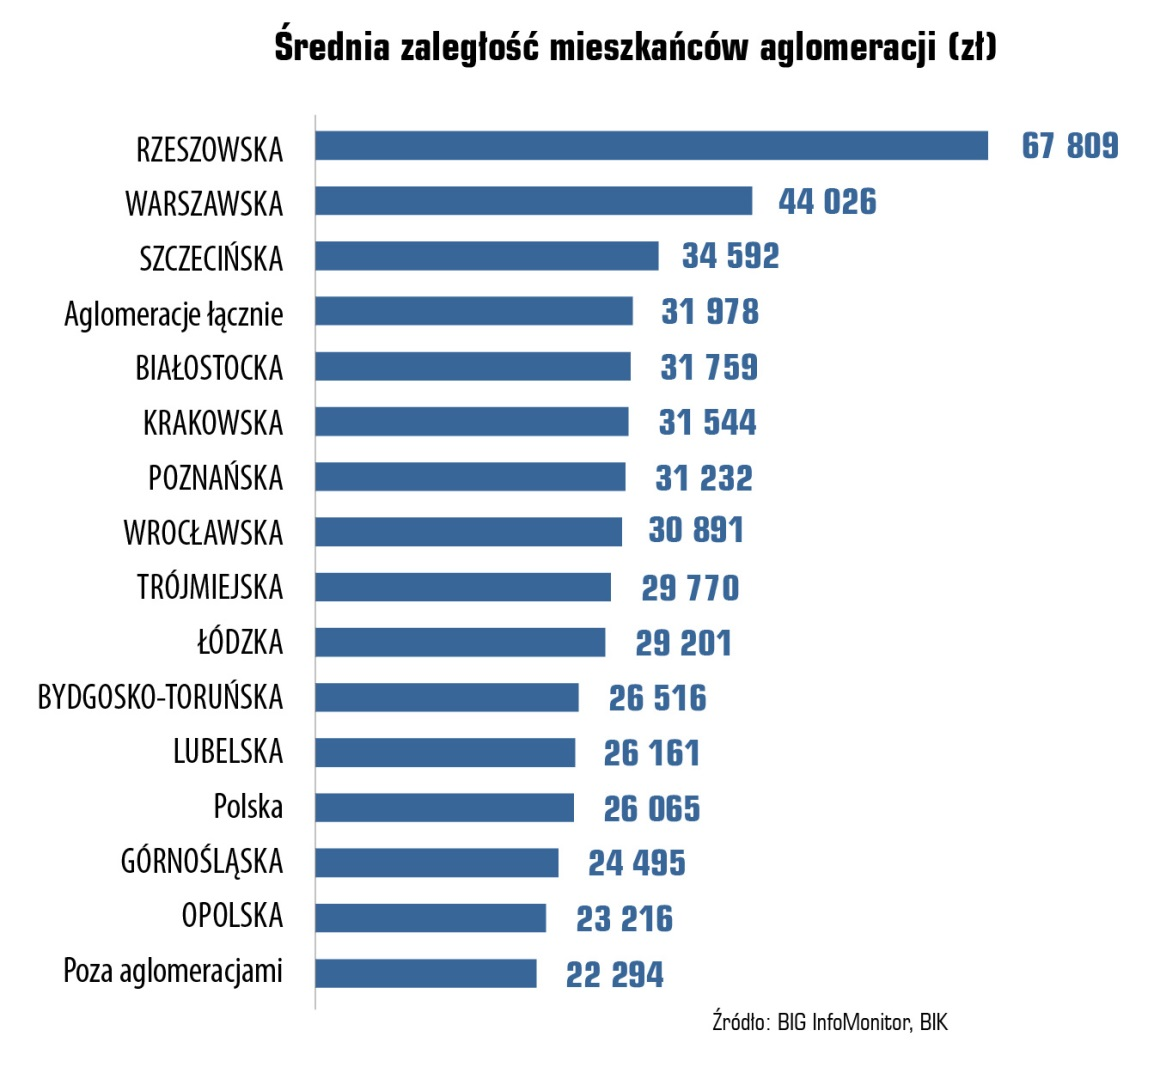 Średnia zaległość mieszkańców aglomeracji (zł)
RZESZOWSKA 67 809
WARSZAWSKA 44 026
SZCZECIŃSKA 34 592
Aglomeracje łącznie 31 978
BIAŁOSTOCKA 31 759
KRAKOWSKA 31 544
POZNAŃSKA 31 232
WROCŁAWSKA 30 891
TRÓJMIEJSKA 29 770
ŁÓDZKA 29 201
BYDGOSKO-TORUŃSKA 26 516
LUBELSKA 26 161
Polska 26 065
GÓRNOŚLĄSKA 24 495
OPOLSKA 23 216
Poza aglomeracjami 22 294
Źródło: BIG InfoMonitor, BIK